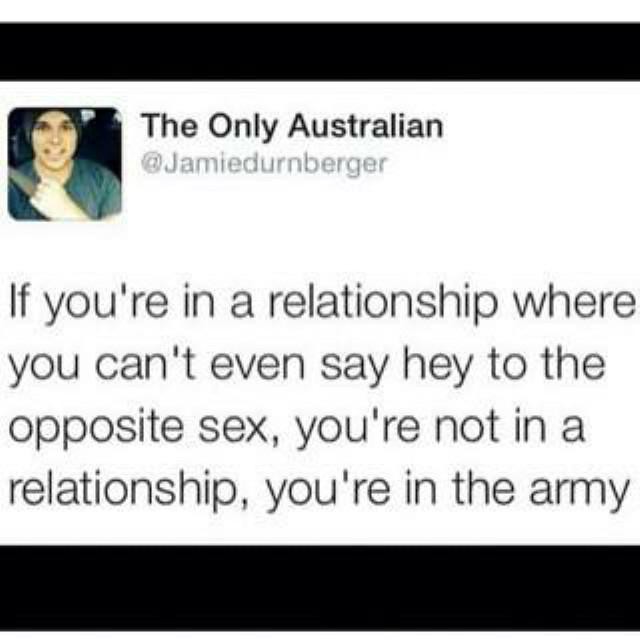 The Only Australian
@Jamiedurnberger
If you're in a relationship where
you can't even say hey to the
opposite sex, you're not in a
relationship, you're in the army